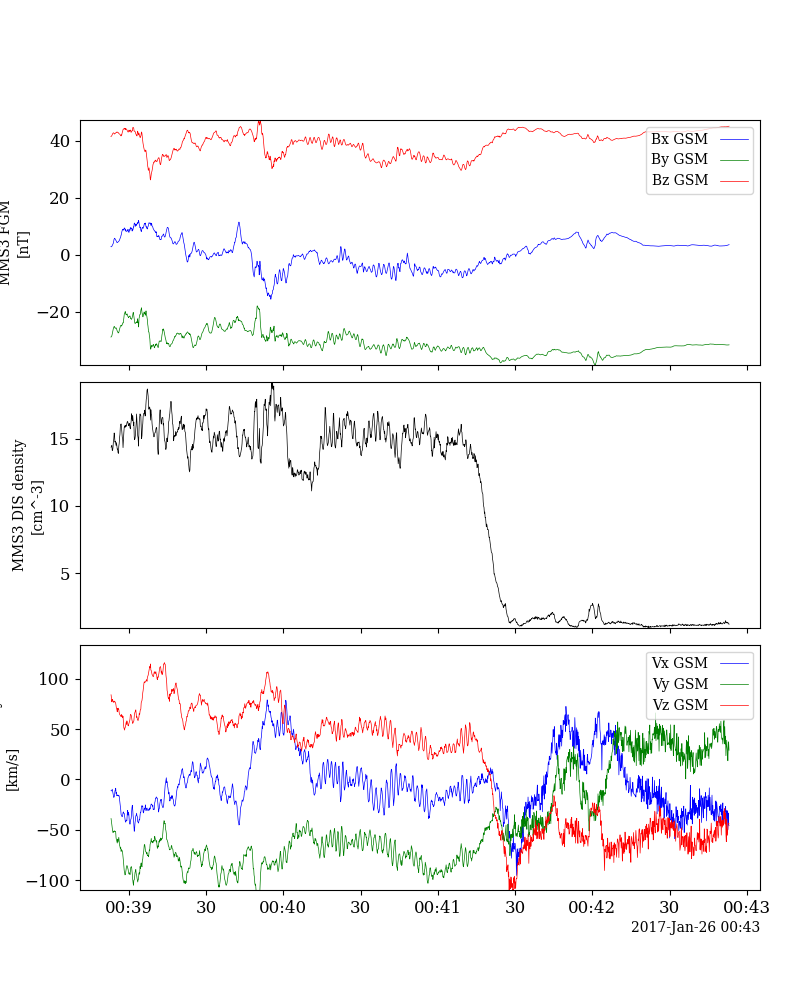 40
20
0
−20
MMS3 FGM
[nT]
Bx GSM
By GSM
Bz GSM
15
10
5
MMS3 DIS density
[cm^-3]
100
50
0
−50
−100
[km/s]
Vx GSM
Vy GSM
Vz GSM
00:39 30 00:40 30 00:41 30 00:42 30 00:43
2017-Jan-26 00:43